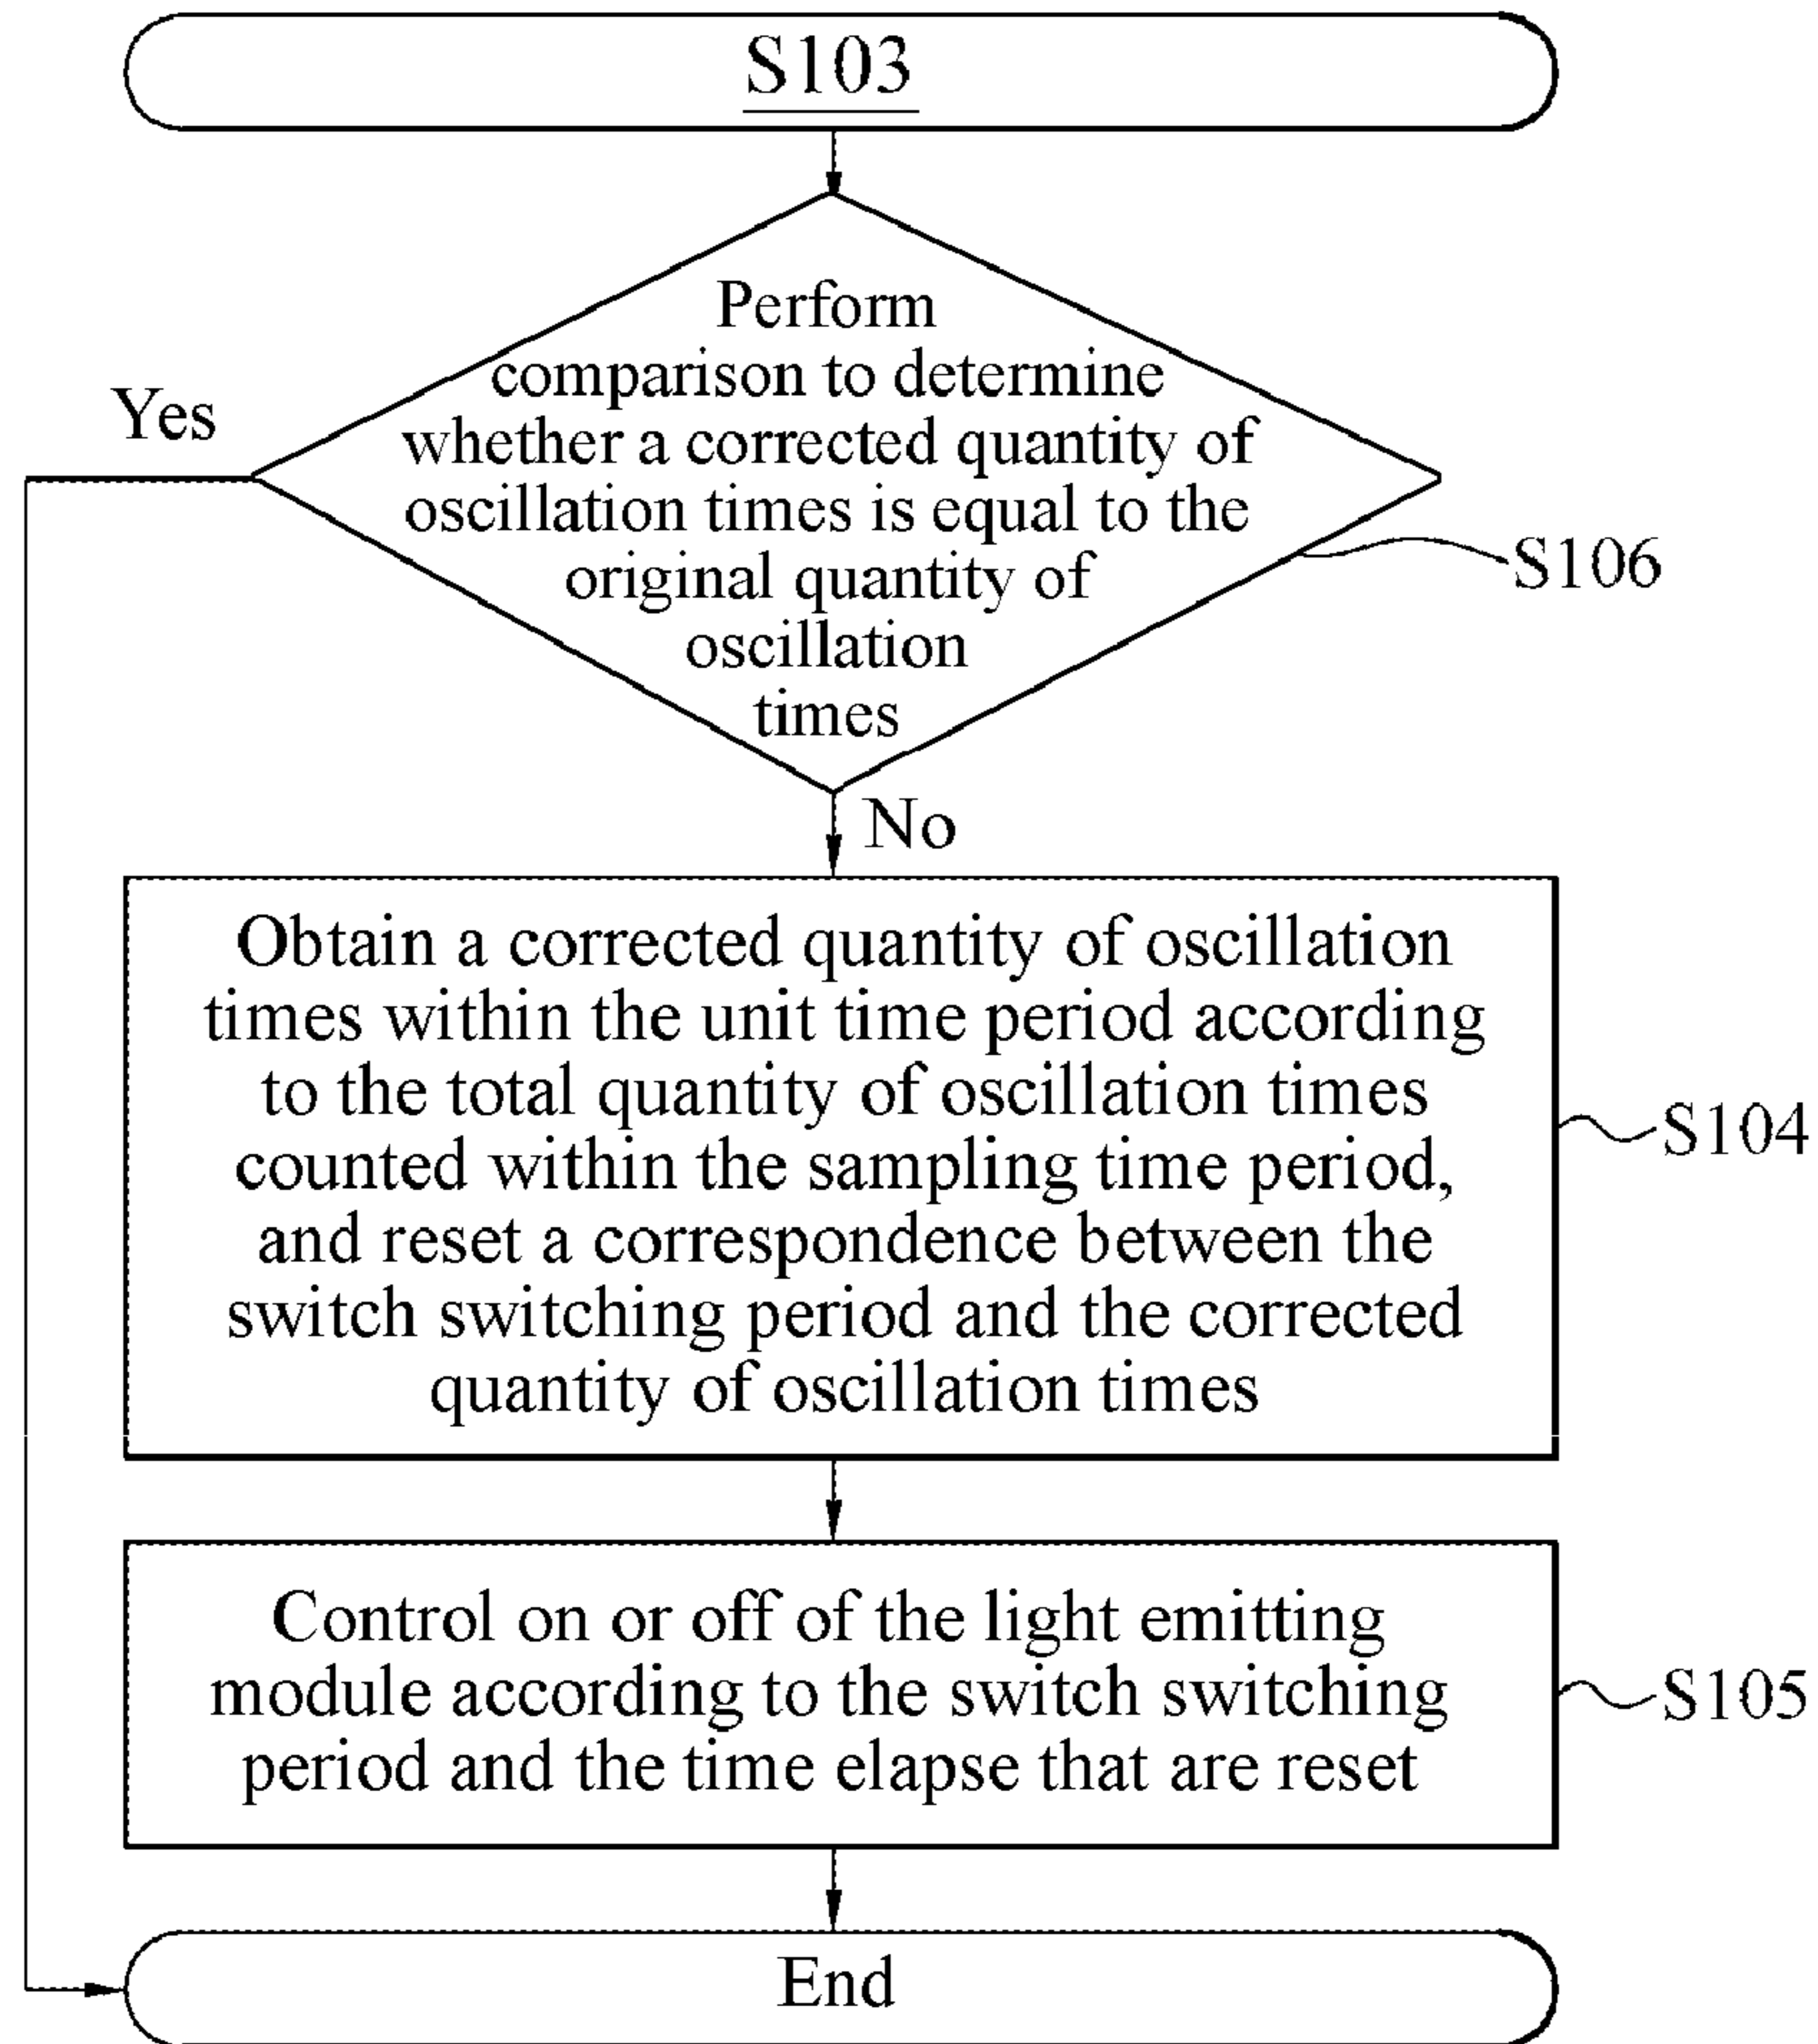 S103
Perform
comparison to determine
whether a corrected quantity of
oscillation times is equal to the
original quantity of
oscillation
times
Yes
S106
No
Obtain a corrected quantity of oscillation
times within the unit time period according
to the total quantity of oscillation times
counted within the sampling time period,
and reset a correspondence between the
switch switching period and the corrected
quantity of oscillation times
S104
Control on or off of the light emitting
module according to the switch switching
period and the time elapse that are reset
S105
End